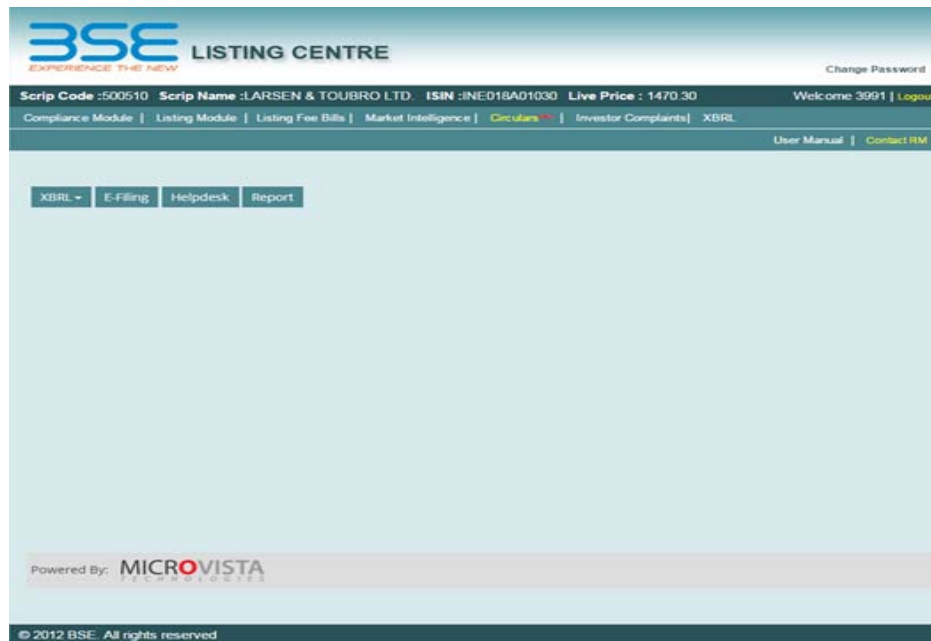 BSE LISTING CENTRE
EXPERIENCE THE NEW
Change Password
Scrip Code :500510 Scrip Name :LARSEN & TOUBRO LTD. ISIN :INE018A01030 Live Price : 1470.30 Welcome 3991 | Logou
Compliance Module | Listing Module | Listing Fee Bills | Market Intelligence | Circulars | Investor Complaints| XBRL
User Manual | Contact RM
XBRL E-Filing Helpdesk Report
Powered By: MICROVISTA
TECHNOLOGIES
© 2012 BSE. All rights reserved